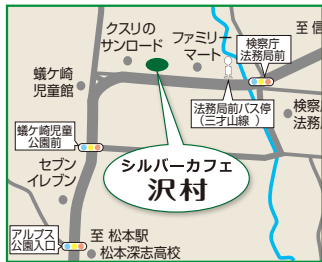 クスリの
サンロード
ファミリー
マート
検察庁
法務局前
至 信
蟻ケ崎
児童館
法務局前バス停
(三才山線 )
検察
法務局
蟻ケ崎児童
公園前
セブン
イレブン
シルバーカフェ
沢村
アルプス
公園入口
至 松本駅
松本深志高校